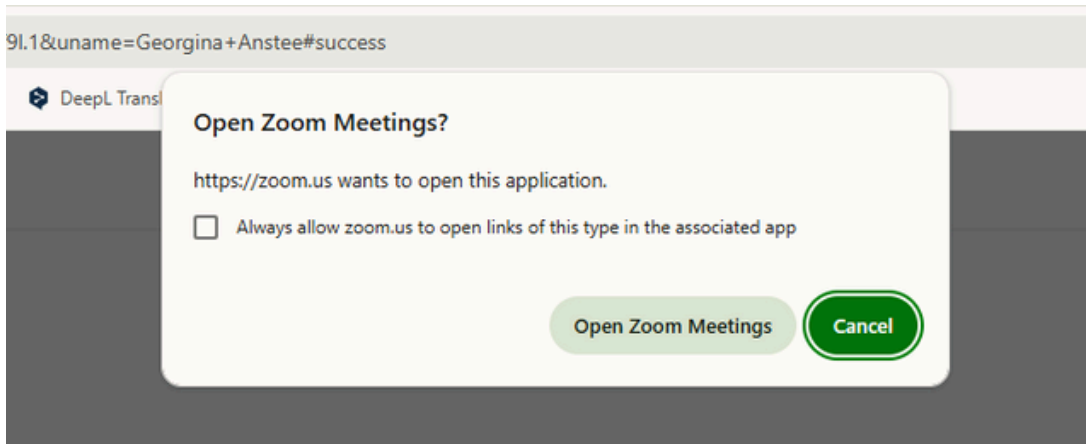 9l.1&uname=Georgina+Anstee#success
DeepL Transl
Open Zoom Meetings?
https://zoom.us wants to open this application.
Always allow zoom.us to open links of this type in the associated app
Open Zoom Meetings Cancel